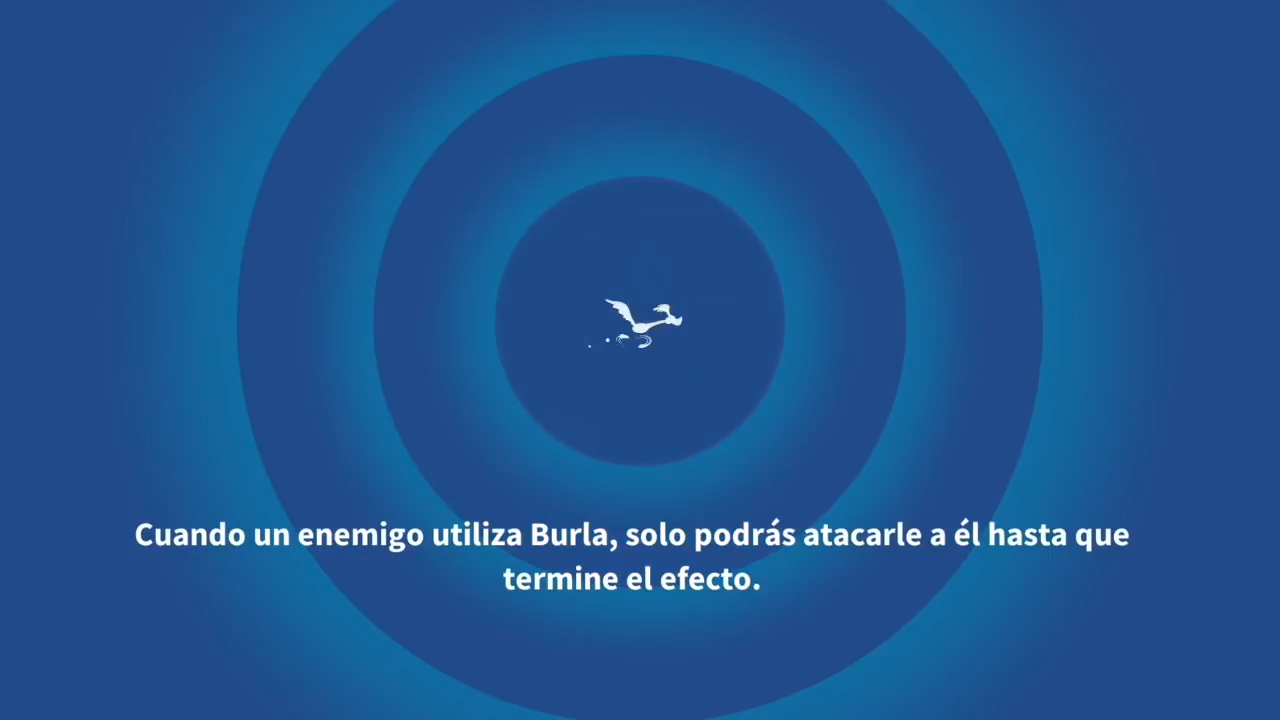 Cuando un enemigo utiliza Burla, solo podrás atacarle a él hasta que
termine el efecto.